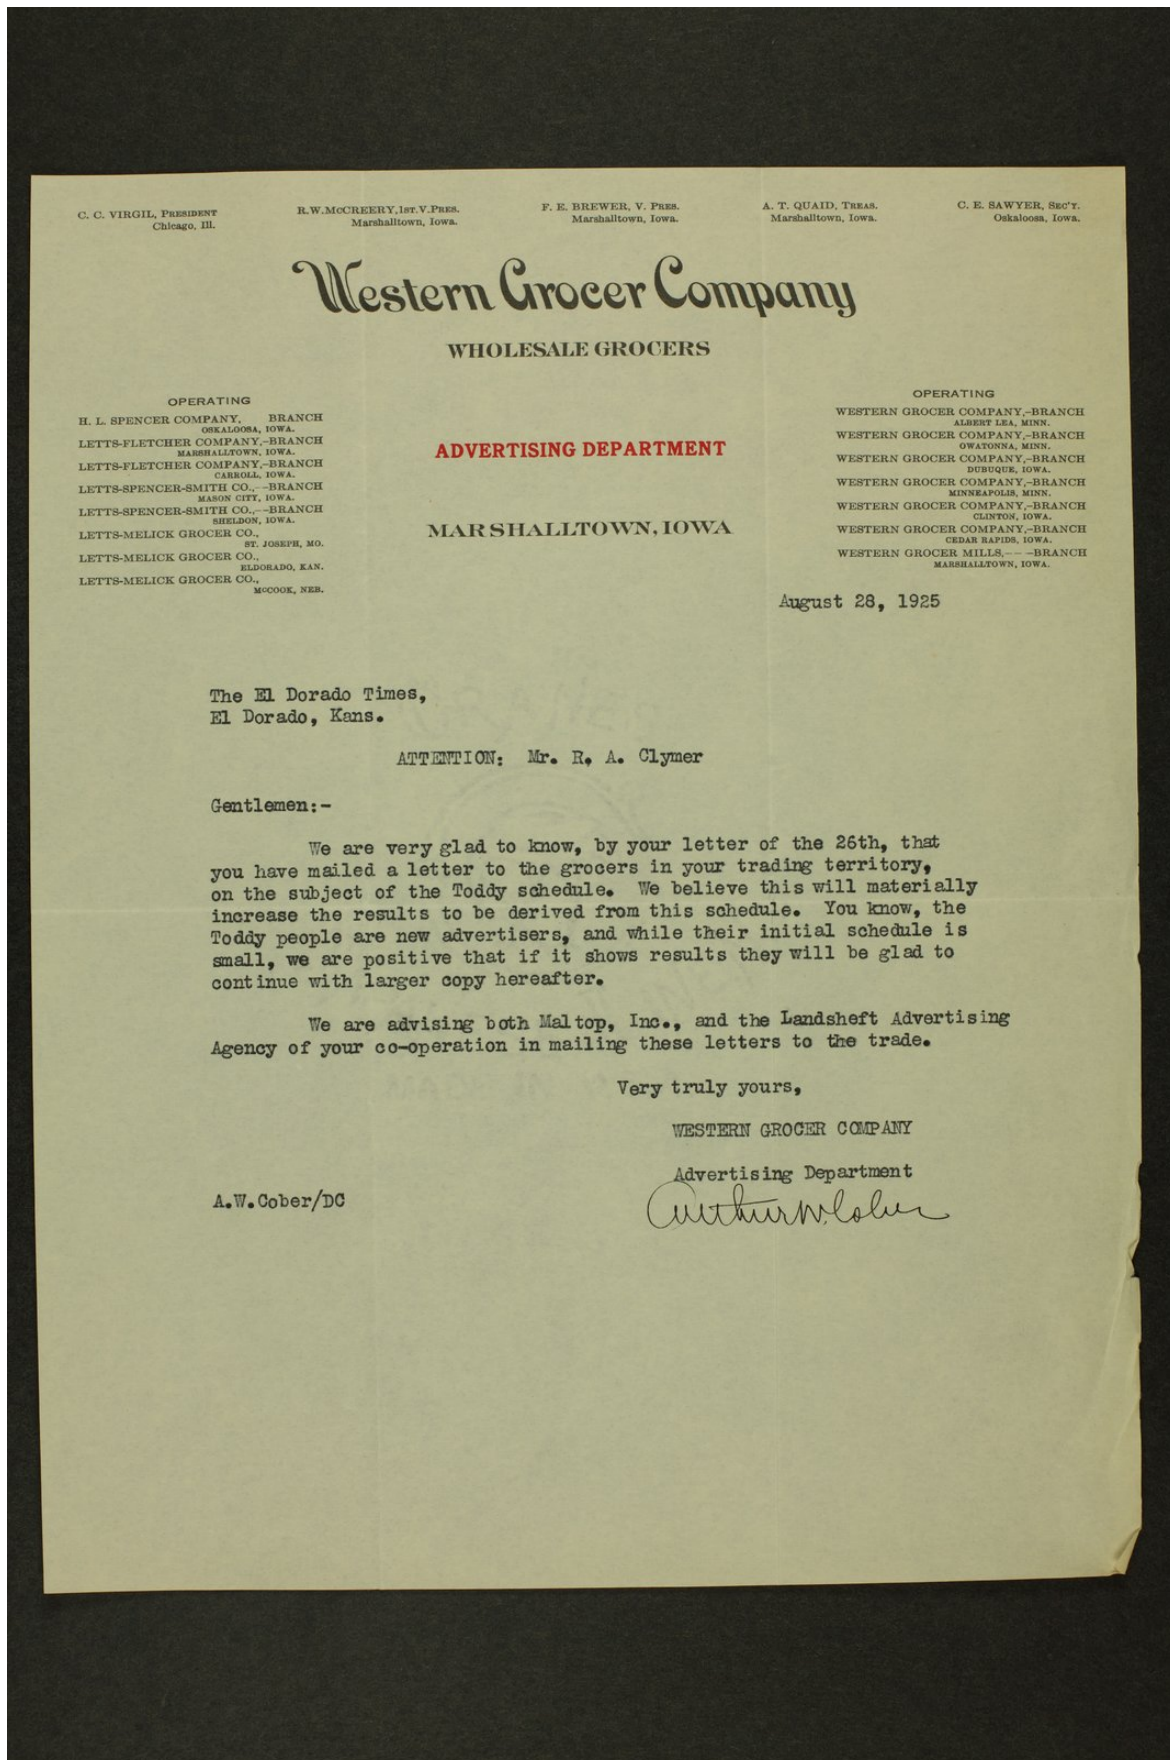 C. C. VIRGIL, PRESIDENT
Chicago, Ill.
R.W.McCREERY,1ST.V.PRES.
Marshalltown, Iowa.
F. E. BREWER, V. PRES.
Marshalltown, Iowa.
A. T. QUAID, TREAS.
Marshalltown, Iowa.
C. E. SAWYER, SEC'Y.
Oskaloosa, Iowa.
Western Grocer Company
WHOLESALE GROCERS
OPERATING
H. L. SPENCER COMPANY, BRANCH
OSKALOOSA, IOWA.
LETTS-FLETCHER COMPANY,-BRANCH
MARSHALLTOWN, IOWA.
LETTS-FLETCHER COMPANY,-BRANCH
CARROLL, IOWA.
LETTS-SPENCER-SMITH CO.,--BRANCH
MASON CITY, IOWA.
LETTS-SPENCER-SMITH CO.,--BRANCH
SHELDON, IOWA.
LETTS-MELICK GROCER CO.,
ST. JOSEPH, MO.
LETTS-MELICK GROCER CO.,
ELDORADO, KAN.
LETTS-MELICK GROCER CO.,
McCOOK, NEB.
ADVERTISING DEPARTMENT
MARSHALLTOWN, IOWA
OPERATING
WESTERN GROCER COMPANY,-BRANCH
ALBERT LEA, MINN.
WESTERN GROCER COMPANY,-BRANCH
OWATONNA, MINN.
WESTERN GROCER COMPANY,-BRANCH
DUBUQUE, IOWA.
WESTERN GROCER COMPANY,-BRANCH
MINNEAPOLIS, MINN.
WESTERN GROCER COMPANY,-BRANCH
CLINTON, IOWA.
WESTERN GROCER COMPANY,-BRANCH
CEDAR RAPIDS, IOWA.
WESTERN GROCER MILLS,-- -BRANCH
MARSHALLTOWN, IOWA.
August 28, 1925
The El Dorado Times,
El Dorado, Kans.
ATTENTION: Mr. R. A. Clymer
Gentlemen:-
We are very glad to know, by your letter of the 26th, that
you have mailed a letter to the grocers in your trading territory,
on the subject of the Toddy schedule. We believe this will materially
increase the results to be derived from this schedule. You know, the
Toddy people are new advertisers, and while their initial schedule is
small, we are positive that if it shows results they will be glad to
continue with larger copy hereafter.
We are advising both Maltop, Inc., and the Landsheft Advertising
Agency of your co-operation in mailing these letters to the trade.
Very truly yours,
WESTERN GROCER COMPANY
Advertising Department
A.W.Cober/DC
Arthur W. Cober